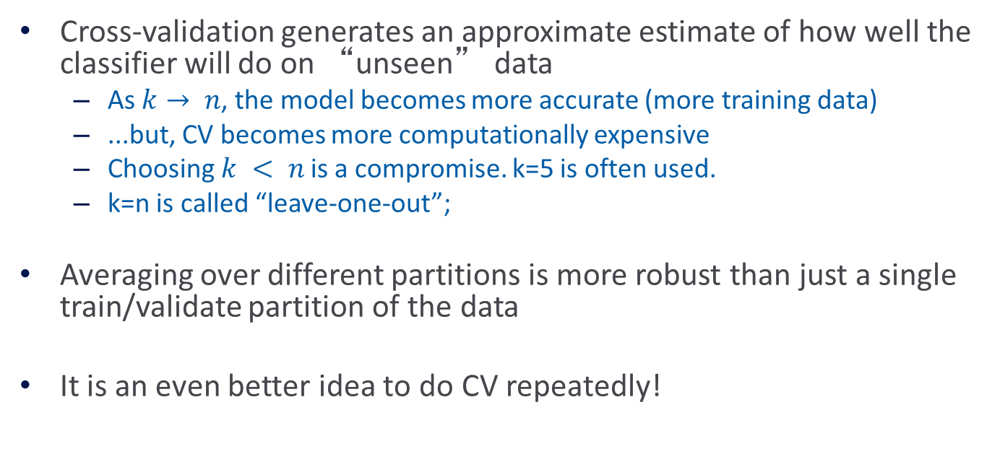 • Cross-validation generates an approximate estimate of how well the
classifier will do on “unseen” data
– As k → n, the model becomes more accurate (more training data)
– ...but, CV becomes more computationally expensive
– Choosing k < n is a compromise. k=5 is often used.
– k=n is called “leave-one-out”;
• Averaging over different partitions is more robust than just a single
train/validate partition of the data
• It is an even better idea to do CV repeatedly!